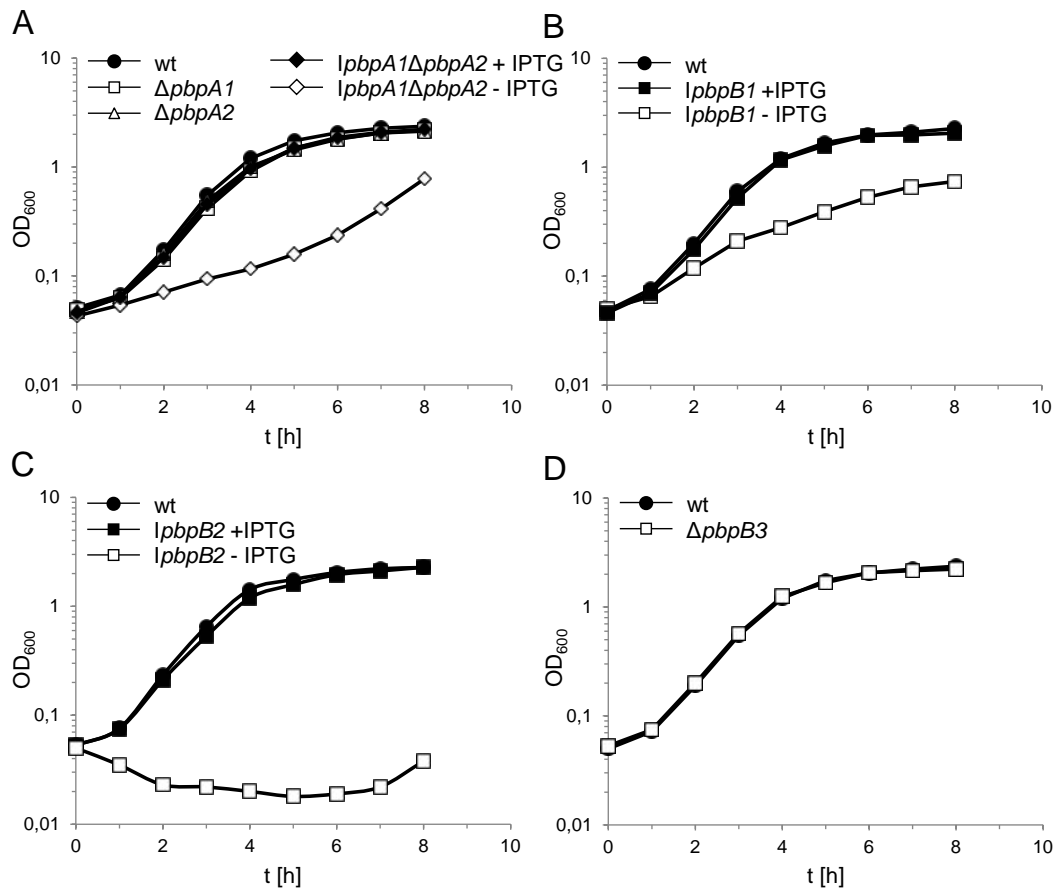 A
wt
ΔpbpA1
ΔpbpA2
IpbpA1ΔpbpA2 + IPTG
IpbpA1ΔpbpA2 - IPTG
10
1
0,1
0,01
OD600
0 2 4 6 8 10
t [h]
B
wt
IpbpB1 +IPTG
IpbpB1 - IPTG
10
1
0,1
0,01
OD600
0 2 4 6 8 10
t [h]
C
wt
IpbpB2 +IPTG
IpbpB2 - IPTG
10
1
0,1
0,01
OD600
0 2 4 6 8 10
t [h]
D
wt
ΔpbpB3
10
1
0,1
0,01
OD600
0 2 4 6 8 10
t [h]